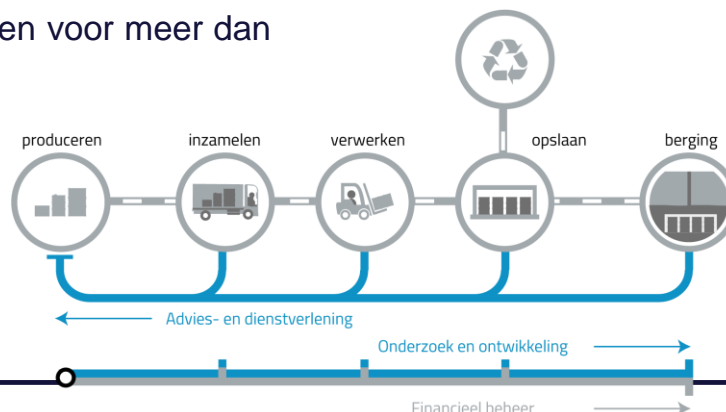 en voor meer dan
produceren
inzamelen
verwerken
opslaan
berging
Advies- en dienstverlening
Onderzoek en ontwikkeling
Financieel beheer